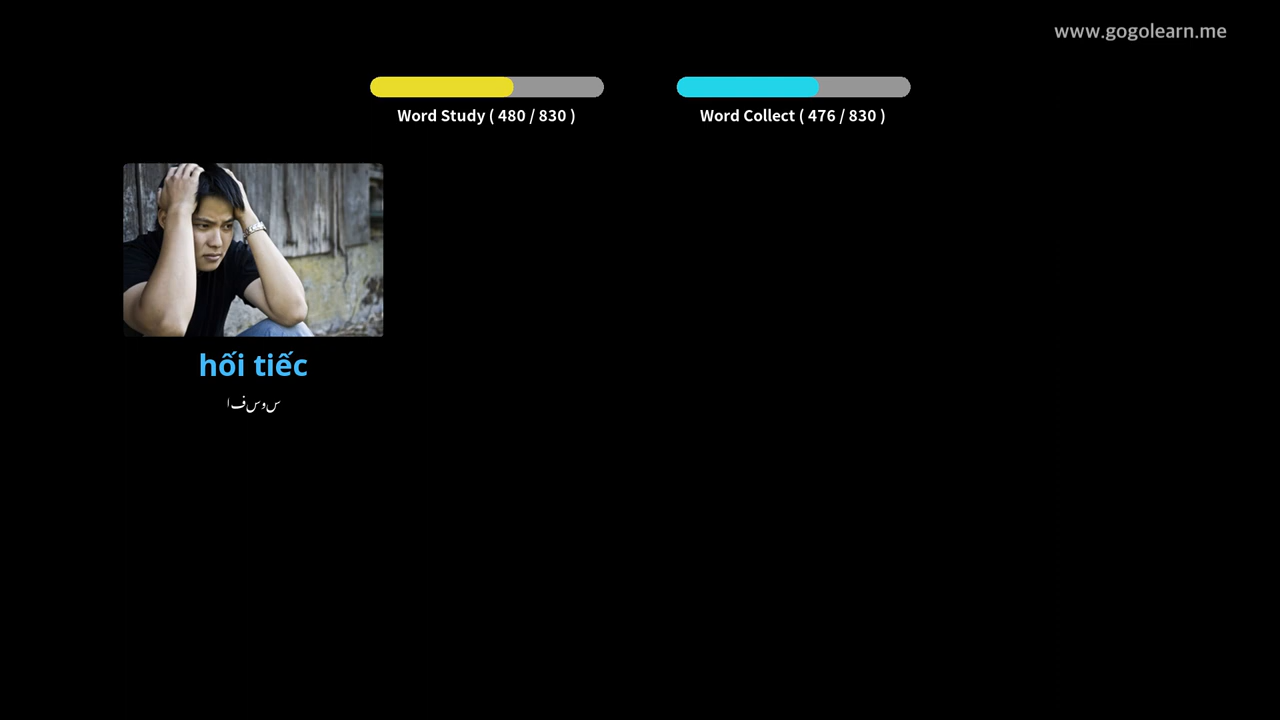 www.gogolearn.me
Word Study ( 480 / 830 )
Word Collect ( 476 / 830 )
hối tiếc
افسوس